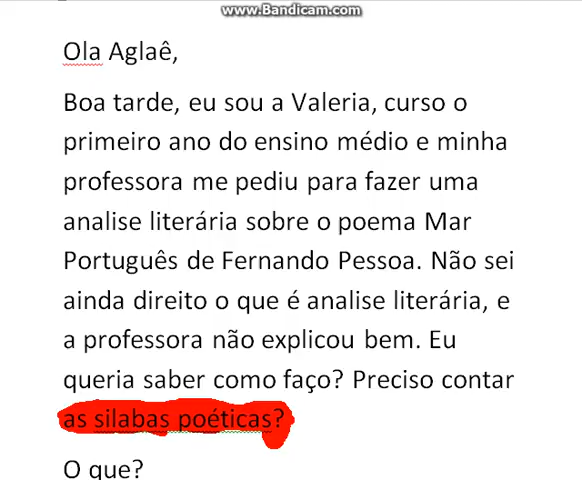 www.Bandicam.com
Ola Aglaê,
Boa tarde, eu sou a Valeria, curso o
primeiro ano do ensino médio e minha
professora me pediu para fazer uma
analise literária sobre o poema Mar
Português de Fernando Pessoa. Não sei
ainda direito o que é analise literária, e
a professora não explicou bem. Eu
queria saber como faço? Preciso contar
as silabas poéticas?
O que?